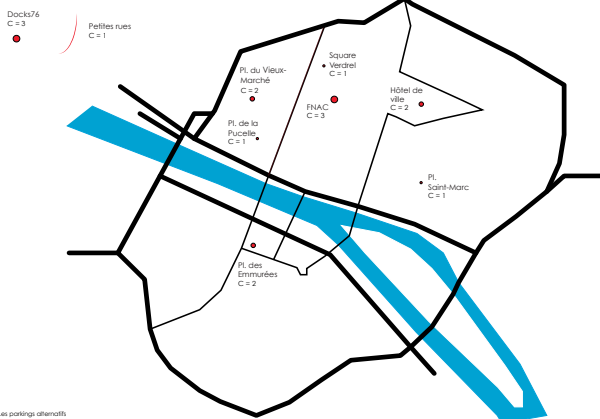 Docks76
C = 3
Petites rues
C = 1
Square
Verdrel
C = 1
Pl. du Vieux-
Marché
C = 2
FNAC
C = 3
Hôtel de
ville
C = 2
Pl. de la
Pucelle
C = 1
Pl.
Saint-Marc
C = 1
Pl. des
Emmurées
C = 2
Les parkings alternatifs